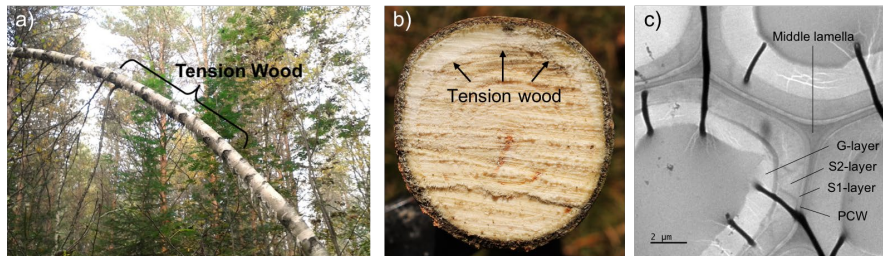 a)
Tension Wood
b)
Tension wood
c)
Middle lamella
G-layer
S2-layer
S1-layer
PCW
2 µm